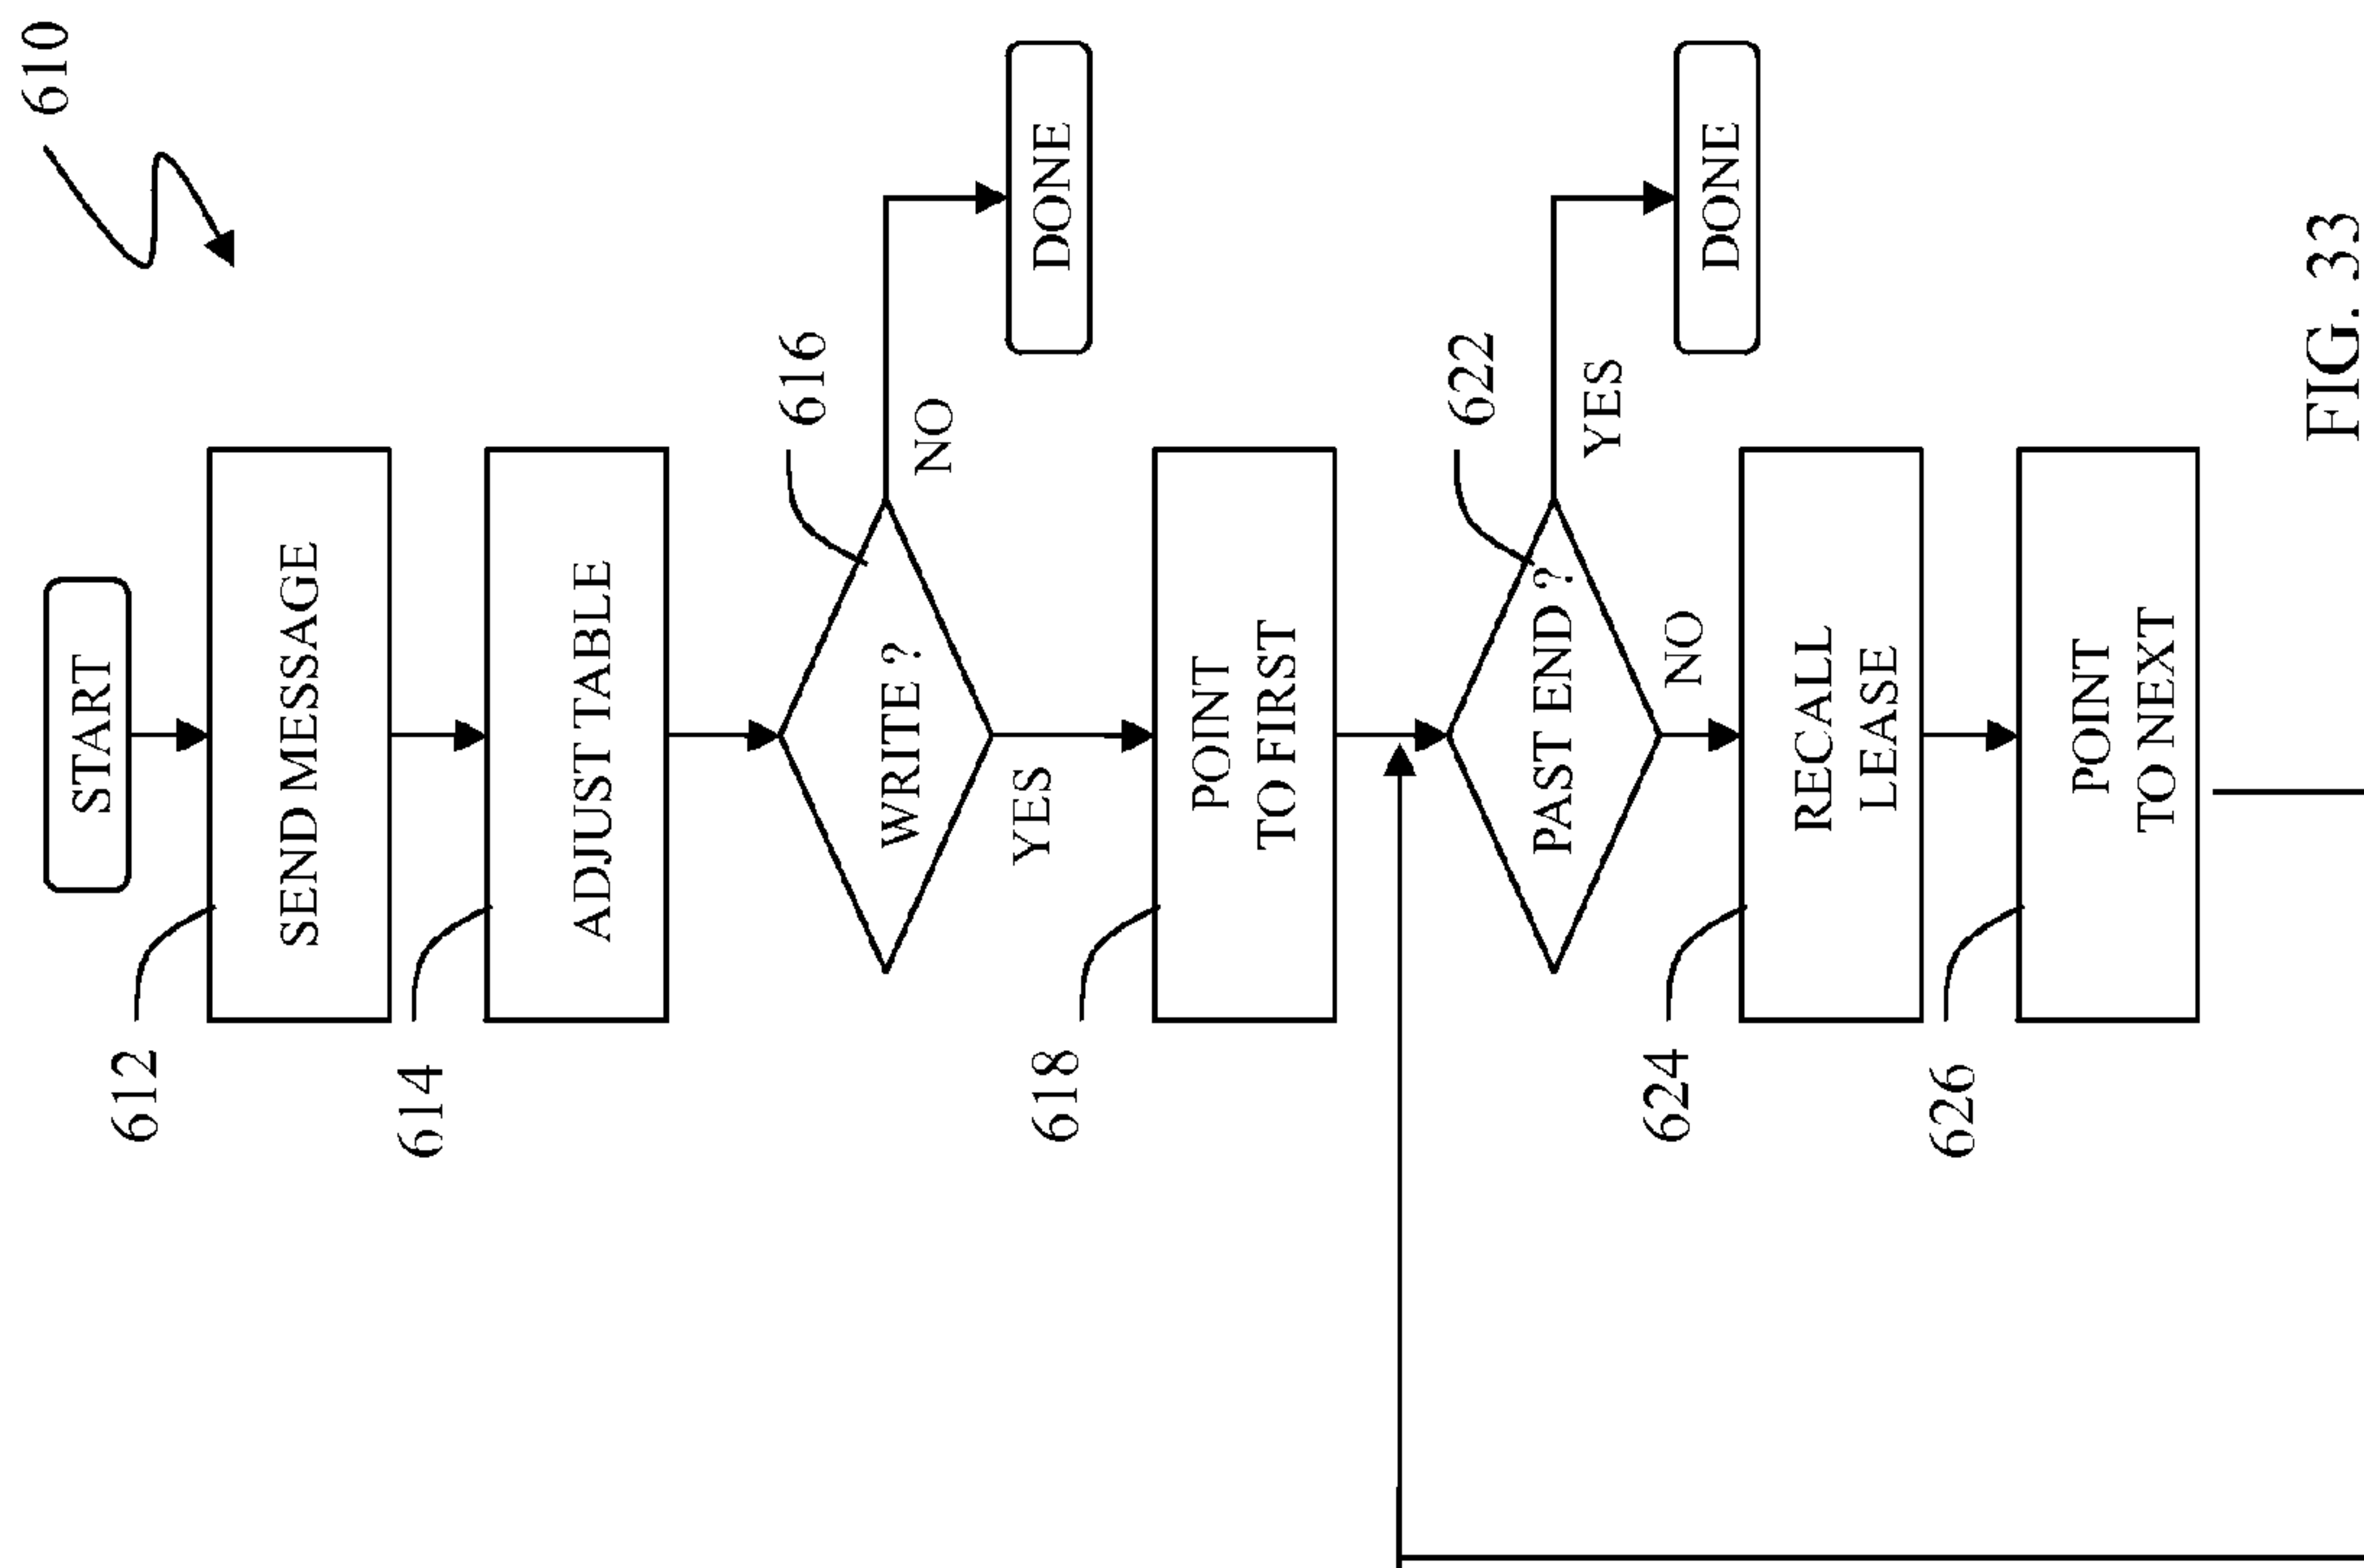 610
START
612
SEND MESSAGE
614
ADJUST TABLE
616
WRITE ?
NO
DONE
YES
618
POINT
TO FIRST
622
PAST END ?
YES
DONE
NO
624
RECALL
LEASE
626
POINT
TO NEXT
FIG. 33